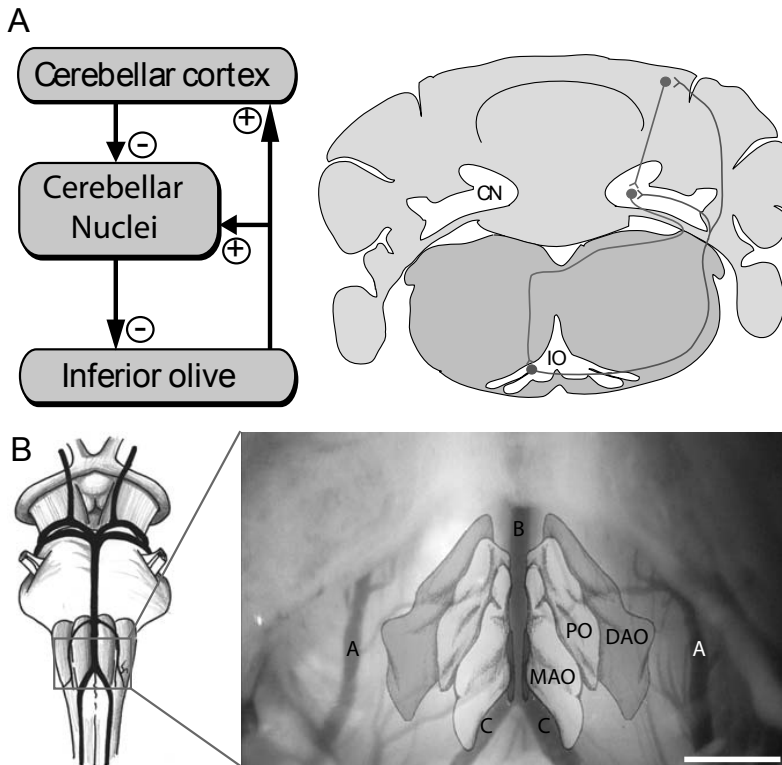 A
Cerebellar cortex
+
−
Cerebellar
Nuclei
+
−
Inferior olive
CN
IO
B
B
A
PO
DAO
A
MAO
C
C